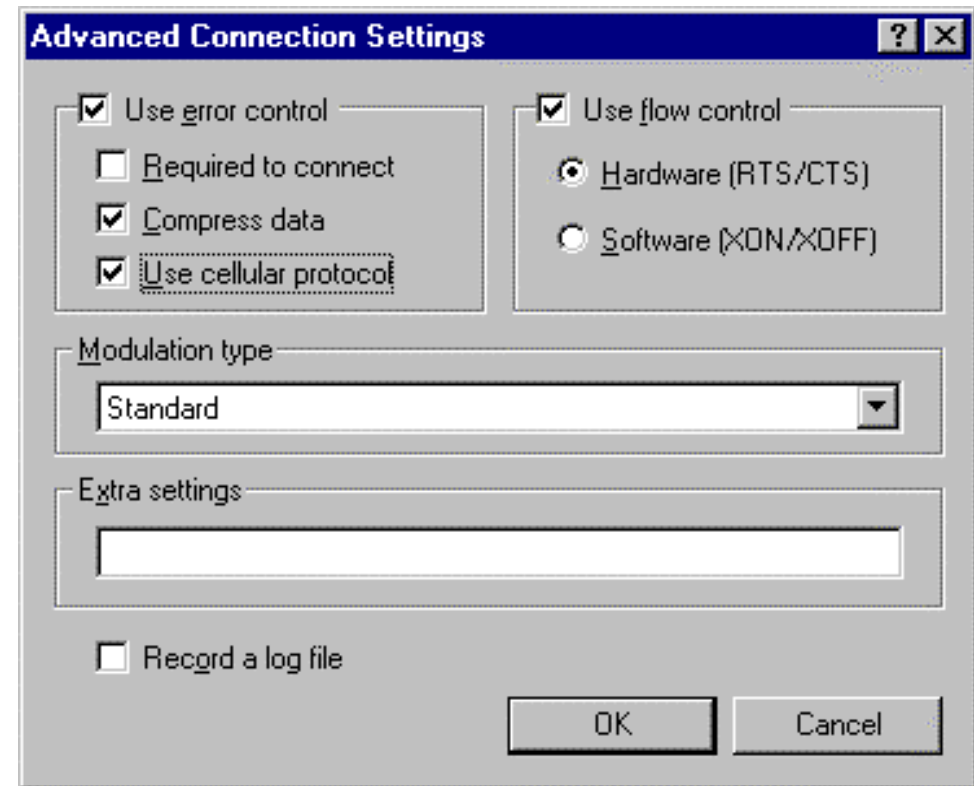 Advanced Connection Settings
Use error control
Required to connect
Compress data
Use cellular protocol
Use flow control
Hardware (RTS/CTS)
Software (XON/XOFF)
Modulation type
Standard
Extra settings
Record a log file
OK
Cancel